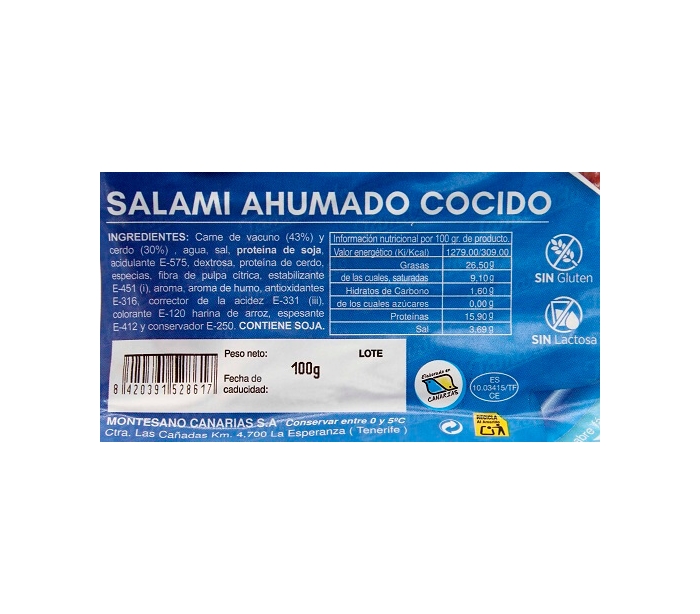 SALAMI AHUMADO COCIDO
INGREDIENTES: Carne de vacuno (43%) y
cerdo (30%) , agua, sal, proteina de soja,
acidulante E-575, dextrosa, proteína de cerdo,
especias, fibra de pulpa cítrica, estabilizante
E-451 (i), aroma, aroma de humo, antioxidantes
E-316, corrector de la acidez E-331 (iii),
colorante E-120 harina de arroz, espesante
E-412 y conservador E-250. CONTIENE SOJA.
Información nutricional por 100 gr. de producto.
Valor energético (Kj/Kcal) 1279.00/309.00
Grasas 26.50g
de las cuales, saturadas 9.10g
Hidratos de Carbono 1.60g
de los cuales azúcares 0,00g
Proteinas 15,90g
Sal 3.69g
SIN Gluten
SIN Lactosa
Peso neto: 100g LOTE
Fecha de
caducidad:
8 420391 528617
Elaborado en
CANARIAS
ES
10.03415/TF
CE
MONTESANO CANARIAS S.A Conservar entre 0 y 5ºC
Ctra. Las Cañadas Km. 4,700 La Esperanza ( Tenerife )
RECICLA
Al Amarillo